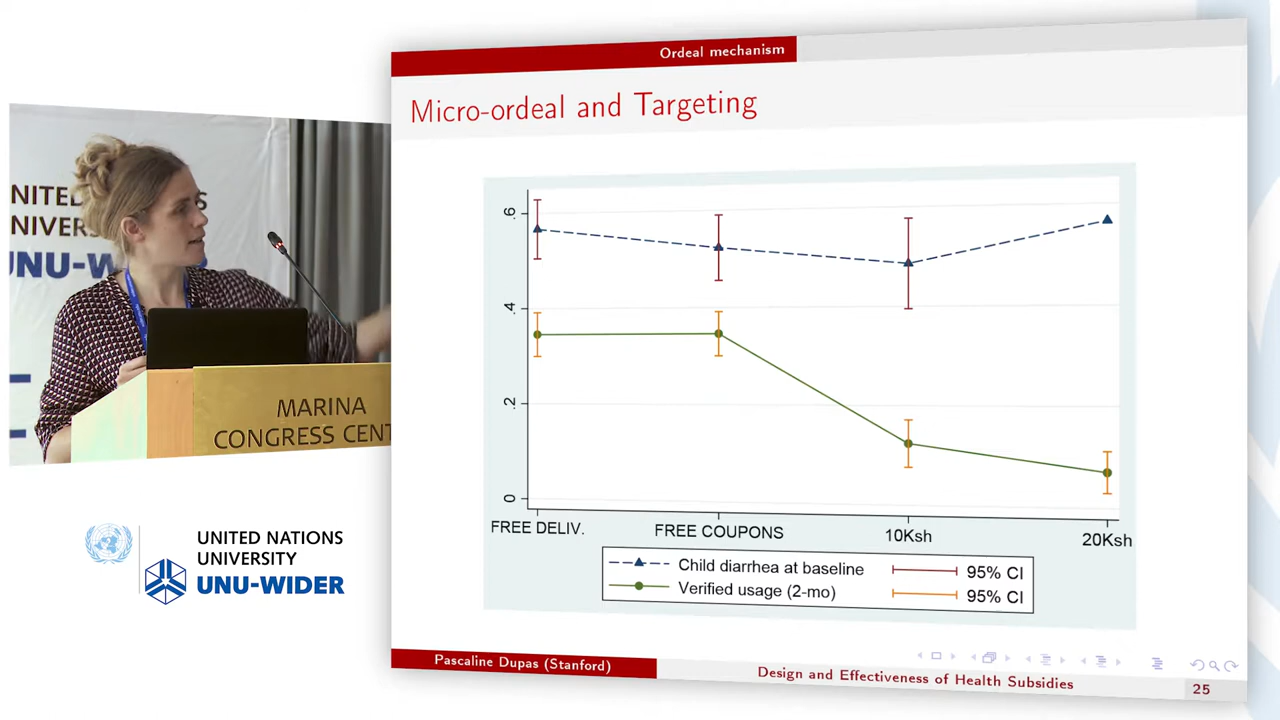 Ordeal mechanism
Micro-ordeal and Targeting
.6
.4
.2
0
FREE DELIV.
FREE COUPONS
10Ksh
20Ksh
Child diarrhea at baseline
95% CI
Verified usage (2-mo)
95% CI
Pascaline Dupas (Stanford)
Design and Effectiveness of Health Subsidies
25
NITED
NS
NIVERS
UNU-W
MARINA
CONGRESS CENT
UNITED NATIONS
UNIVERSITY
UNU-WIDER